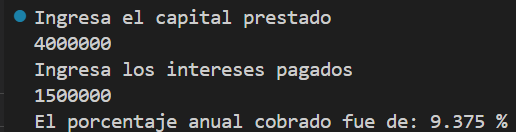 Ingresa el capital prestado
4000000
Ingresa los intereses pagados
1500000
El porcentaje anual cobrado fue de: 9.375 %